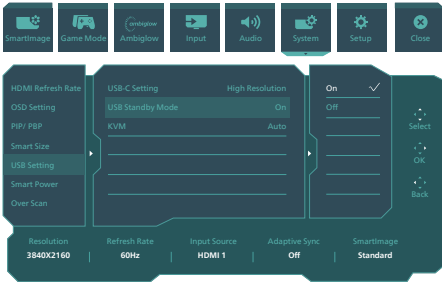 ambiglow
SmartImage Game Mode Ambiglow Input Audio System Setup Close
HDMI Refresh Rate USB-C Setting High Resolution On
OSD Setting USB Standby Mode On Off
PIP/ PBP KVM Auto Select
Smart Size
USB Setting OK
Smart Power Back
Over Scan
Resolution Refresh Rate Input Source Adaptive Sync SmartImage
3840X2160 60Hz HDMI 1 Off Standard